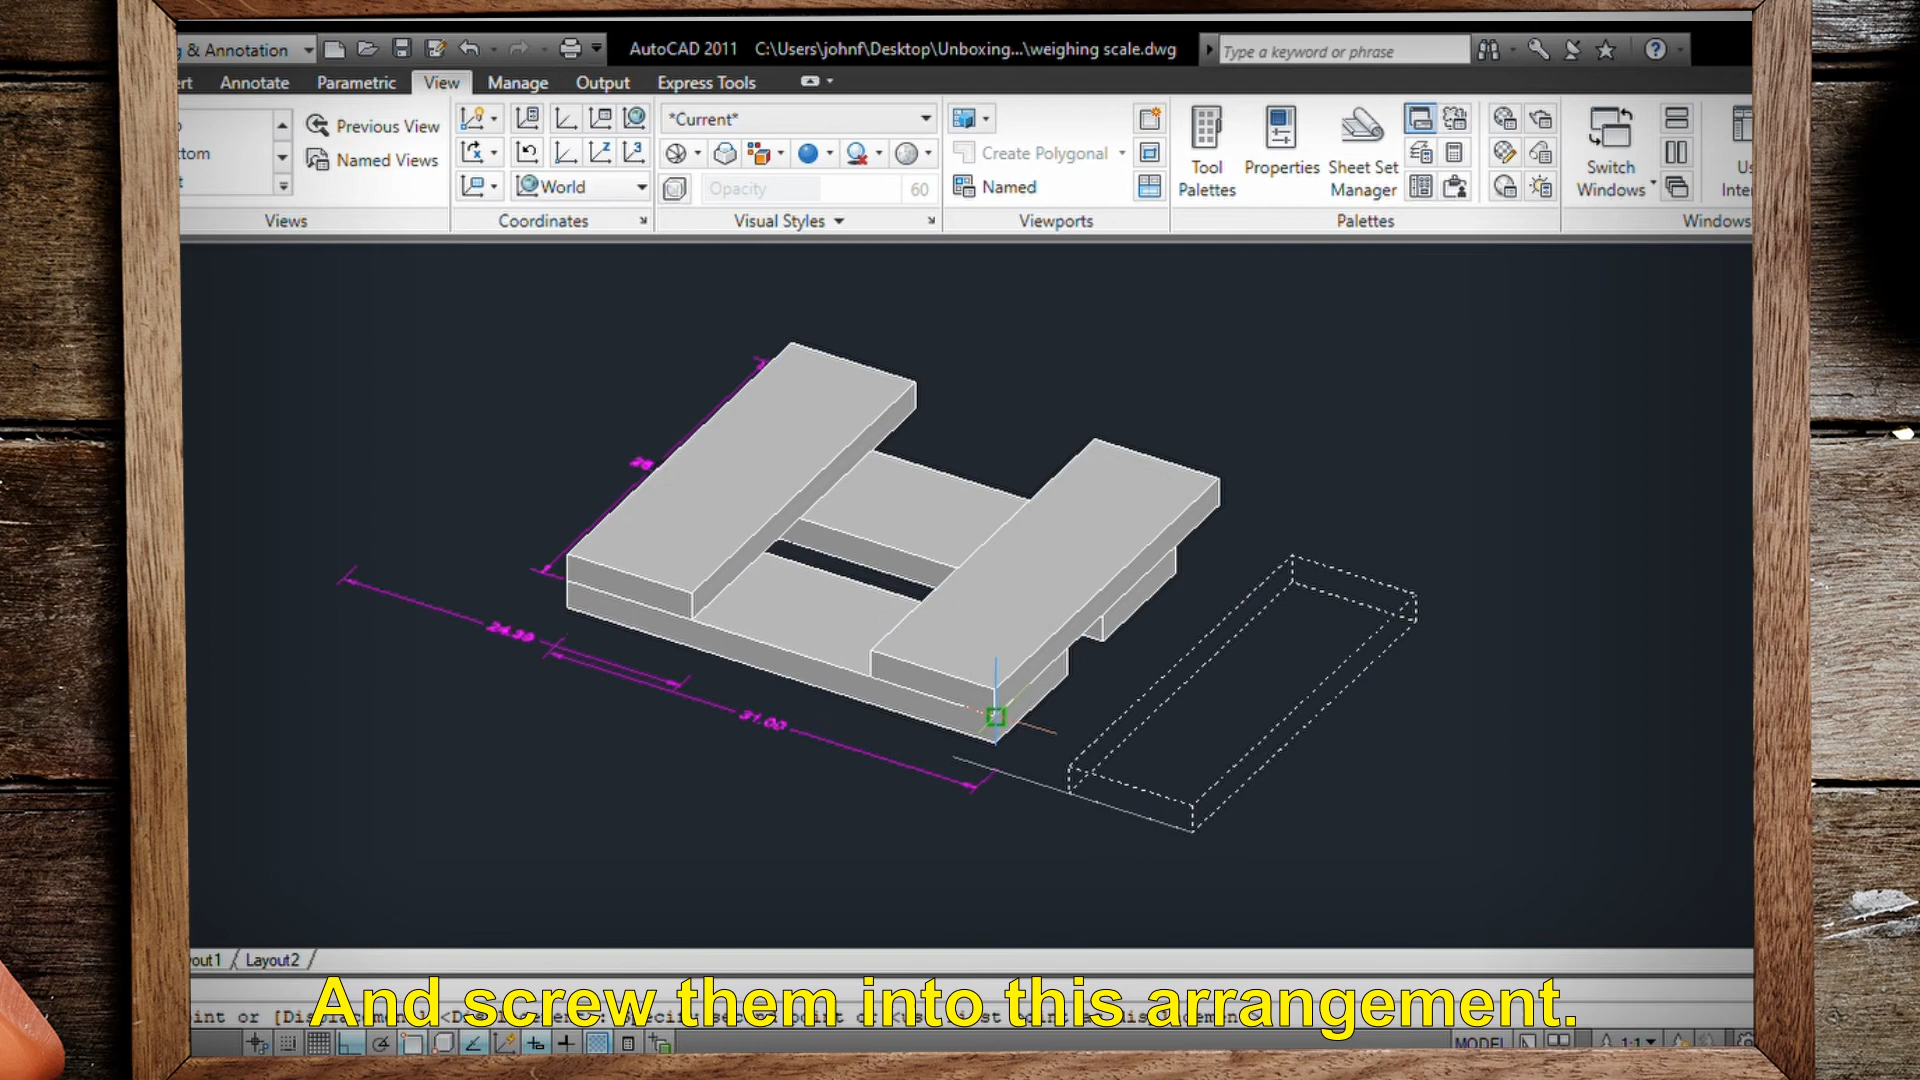 & Annotation
AutoCAD 2011 C:\Users\johnf\Desktop\Unboxing...\weighing scale.dwg
Type a keyword or phrase
Annotate Parametric View Manage Output Express Tools
Previous View
Named Views
Views
World
Coordinates
*Current*
Opacity 60
Visual Styles
Create Polygonal
Named
Viewports
Tool Palettes
Properties
Sheet Set Manager
Palettes
Switch Windows
Windows
24.39
31.00
Layout2
And screw them into this arrangement.
MODEL 1:1